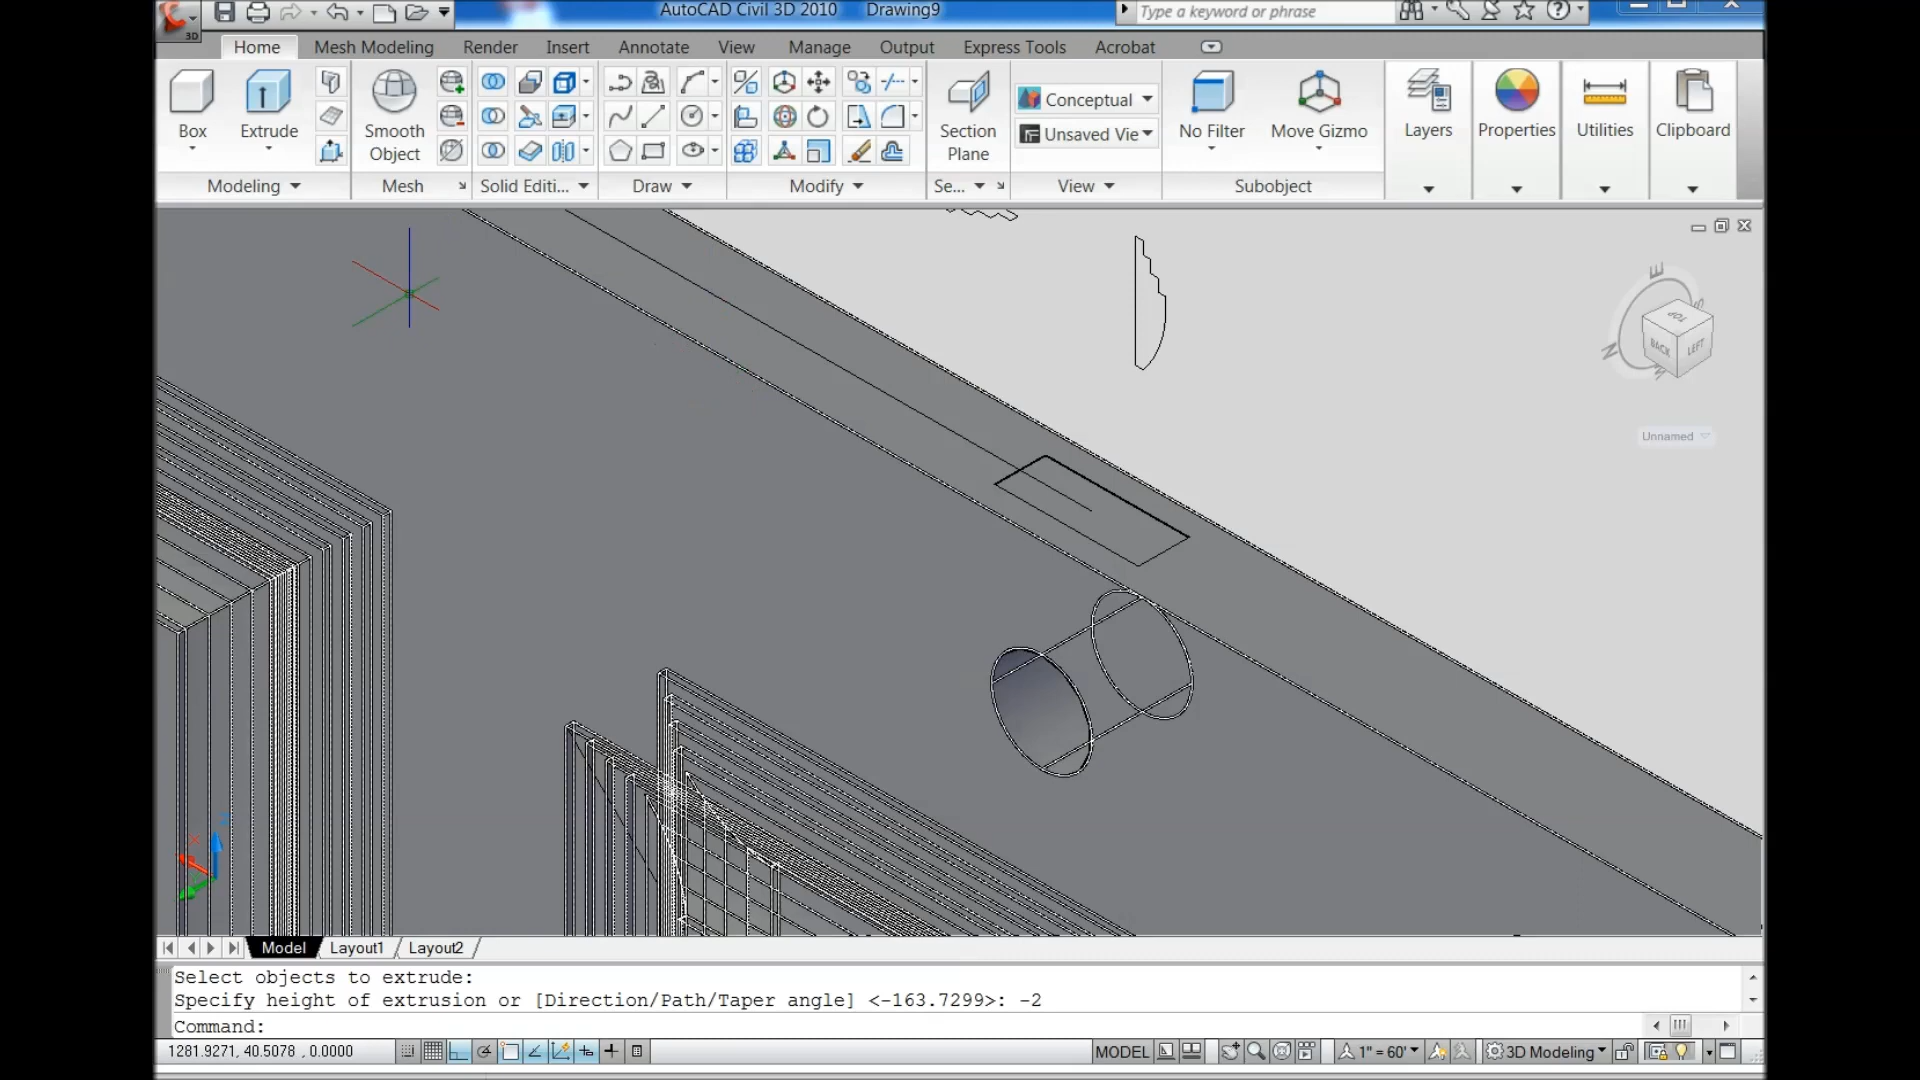 AutoCAD Civil 3D 2010 Drawing9
Type a keyword or phrase
3D
Home Mesh Modeling Render Insert Annotate View Manage Output Express Tools Acrobat
Box
Extrude
Smooth Object
Section Plane
Conceptual
Unsaved Vie
No Filter
Move Gizmo
Layers
Properties
Utilities
Clipboard
Modeling
Mesh
Solid Editi...
Draw
Modify
Se...
View
Subobject
E
S
N
TOP
BACK
LEFT
Unnamed
Z
X
Model Layout1 Layout2
Select objects to extrude:
Specify height of extrusion or [Direction/Path/Taper angle] <-163.7299>: -2
Command:
1281.9271, 40.5078 , 0.0000
MODEL
1" = 60'
3D Modeling